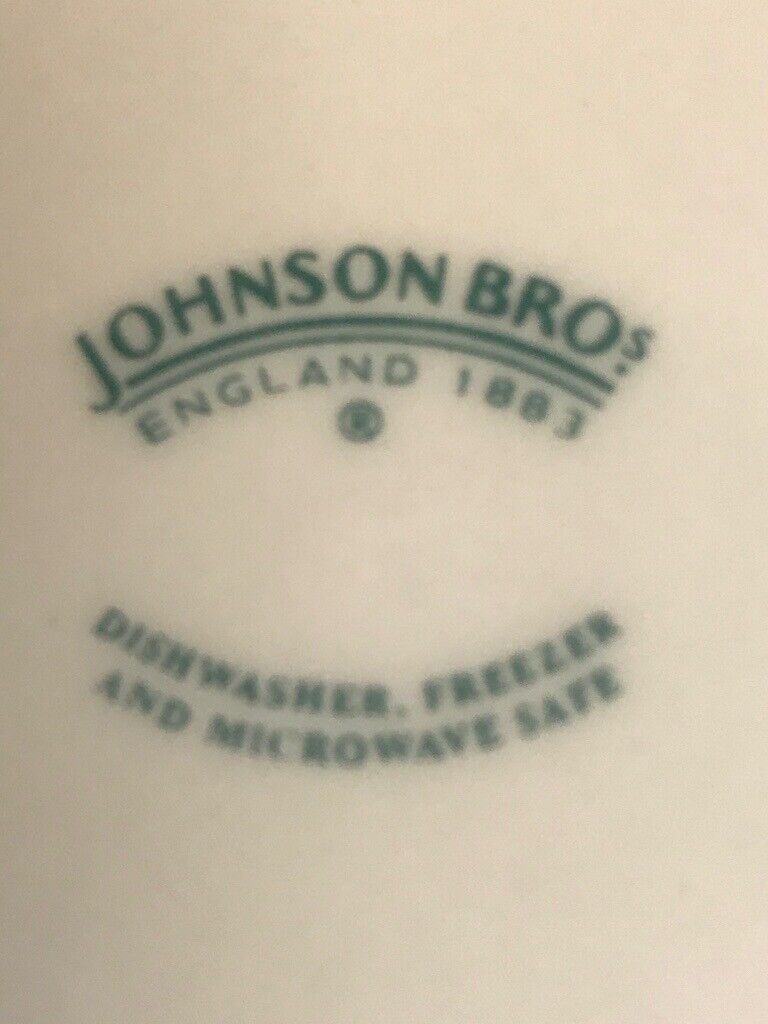 JOHNSON BROS.
ENGLAND 1883
®
DISHWASHER, FREEZER
AND MICROWAVE SAFE